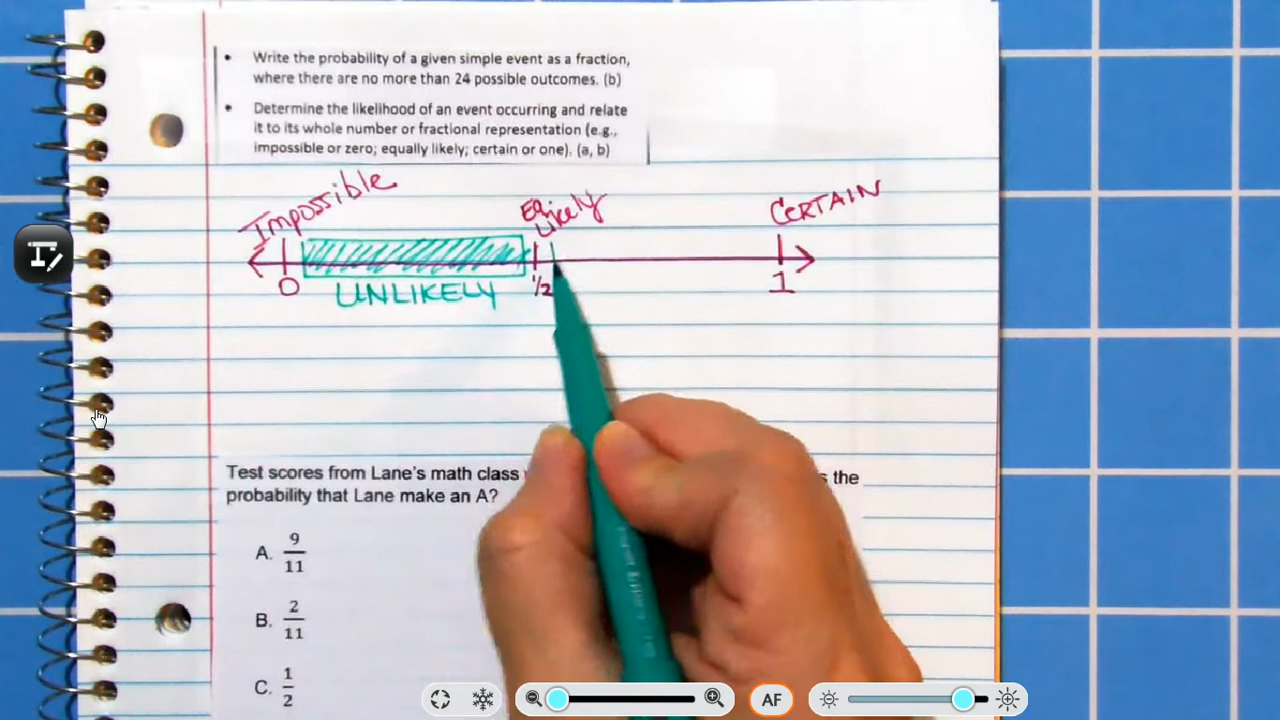 • Write the probability of a given simple event as a fraction,
where there are no more than 24 possible outcomes. (b)
• Determine the likelihood of an event occurring and relate
it to its whole number or fractional representation (e.g.,
impossible or zero; equally likely; certain or one). (a, b)
Impossible
Likely
CERTAIN
0
1/2
1
UNLIKELY
Test scores from Lane's math class
s the
probability that Lane make an A?
A. 9/11
B. 2/11
C. 1/2
AF